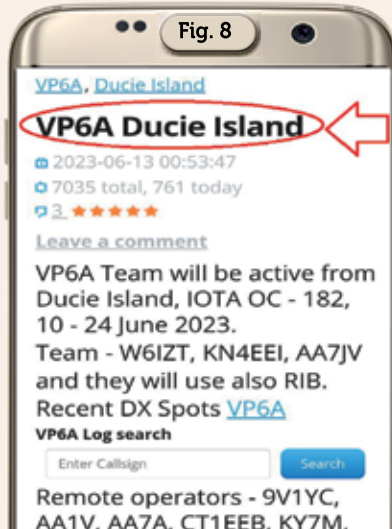 Fig. 8
VP6A, Ducie Island
VP6A Ducie Island
2023-06-13 00:53:47
7035 total, 761 today
3
Leave a comment
VP6A Team will be active from
Ducie Island, IOTA OC - 182,
10 - 24 June 2023.
Team - W6IZT, KN4EEI, AA7JV
and they will use also RIB.
Recent DX Spots VP6A
VP6A Log search
Enter Callsign Search
Remote operators - 9V1YC,
AA1V, AA7A, CT1EEB, KY7M,